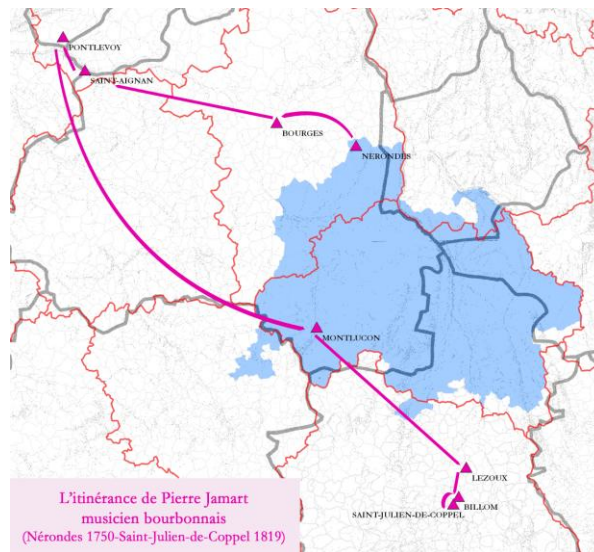 PONTLEVOY
SAINT-AIGNAN
BOURGES
NERONDES
MONTLUCON
LEZOUX
BILLOM
SAINT-JULIEN-DE-COPPEL
L'itinérance de Pierre Jamart
musicien bourbonnais
(Nérondes 1750-Saint-Julien-de-Coppel 1819)